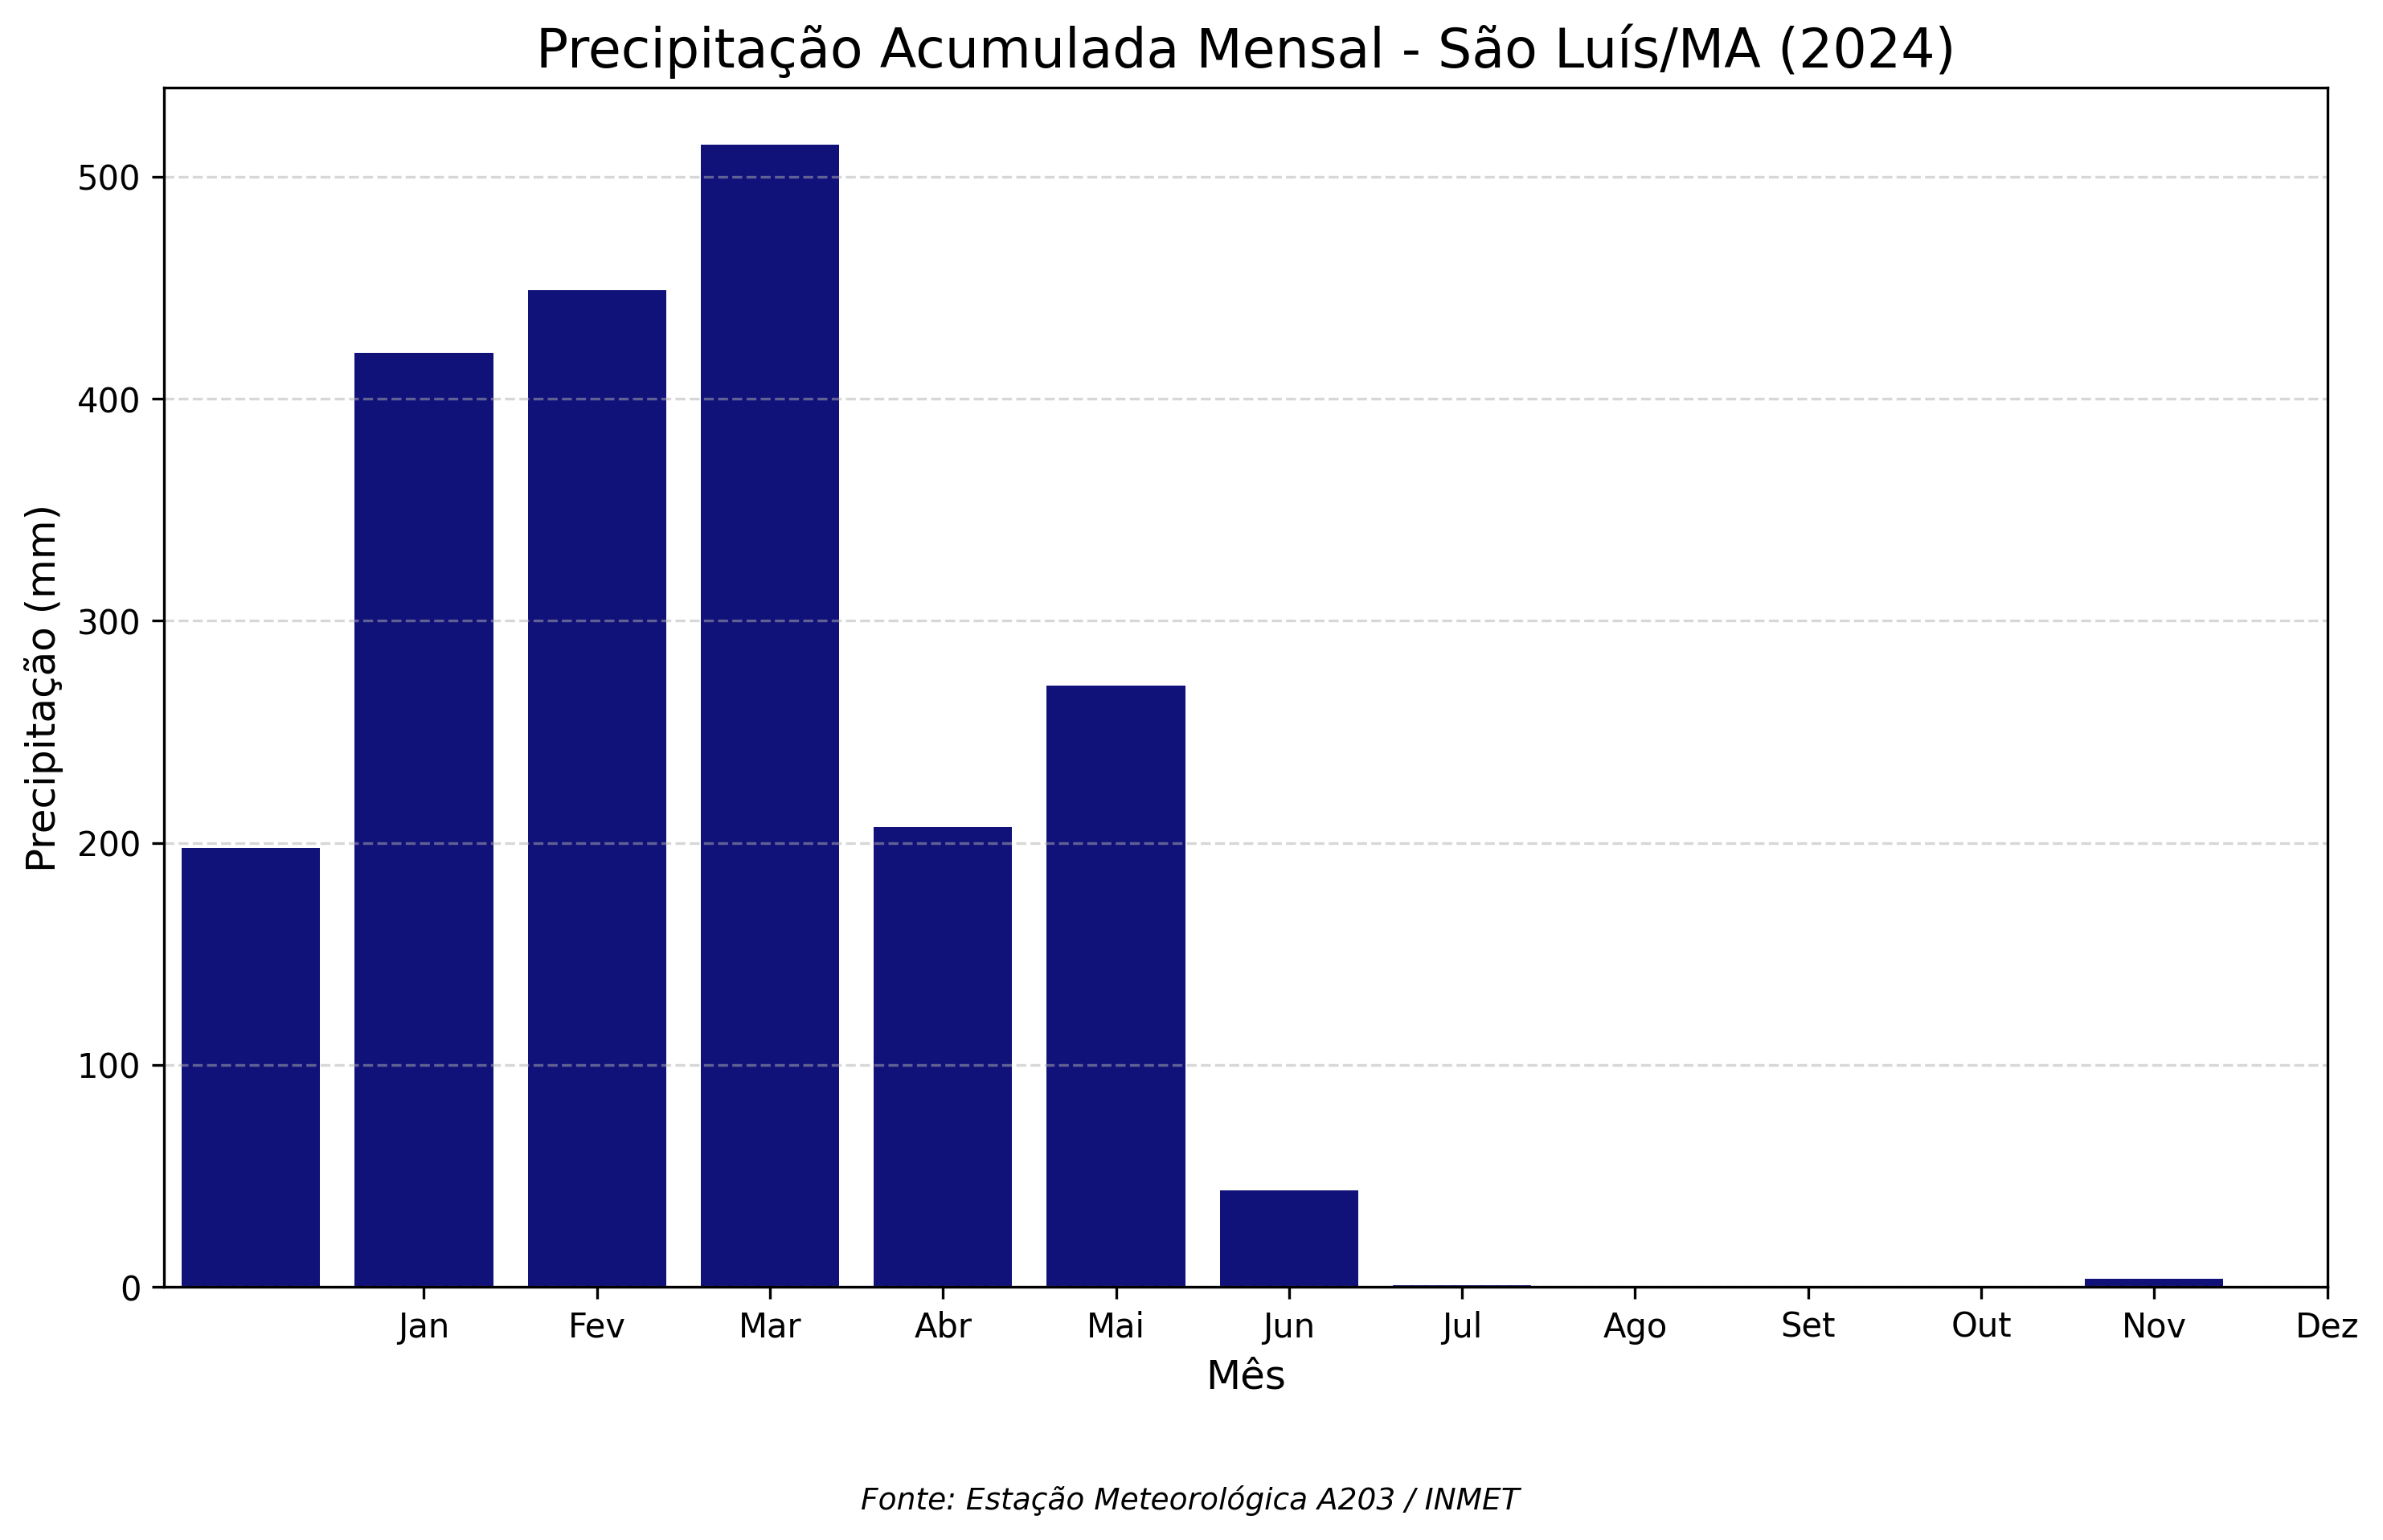 Precipitação Acumulada Mensal - São Luís/MA (2024)
Precipitação (mm)
500
400
300
200
100
0
Jan Fev Mar Abr Mai Jun Jul Ago Set Out Nov Dez
Mês
Fonte: Estação Meteorológica A203 / INMET